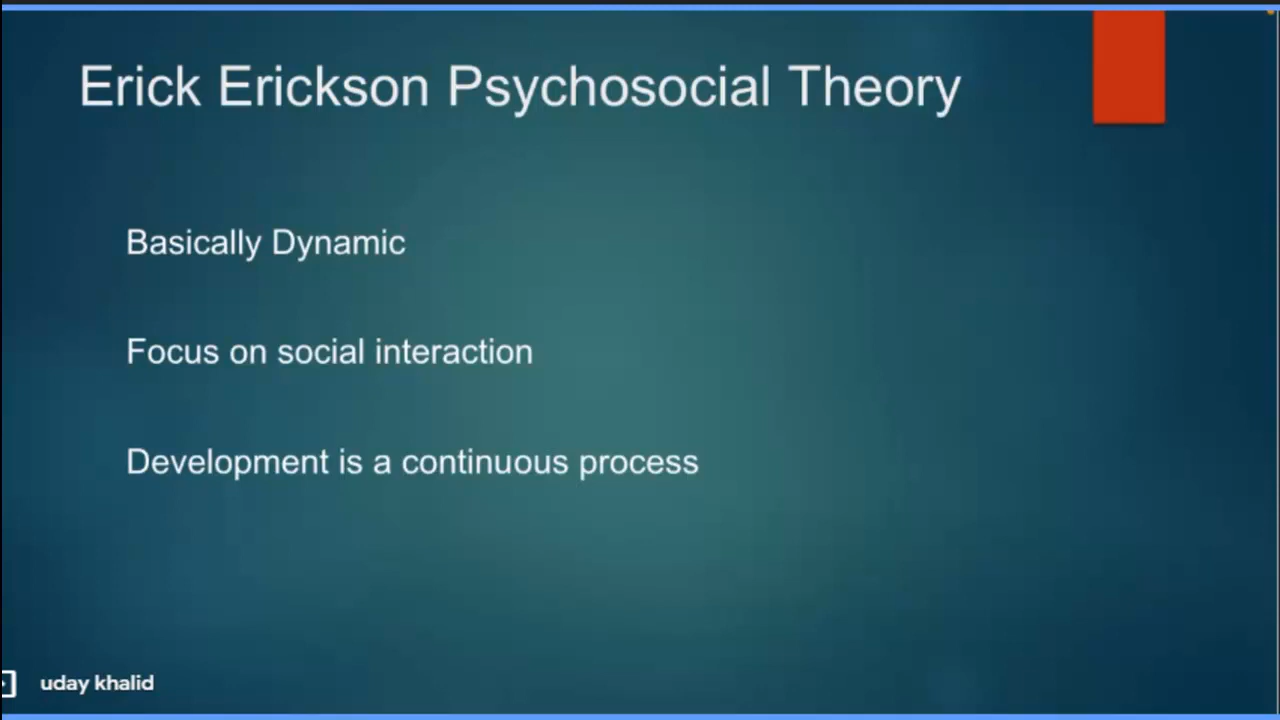 Erick Erickson Psychosocial Theory
Basically Dynamic
Focus on social interaction
Development is a continuous process
uday khalid